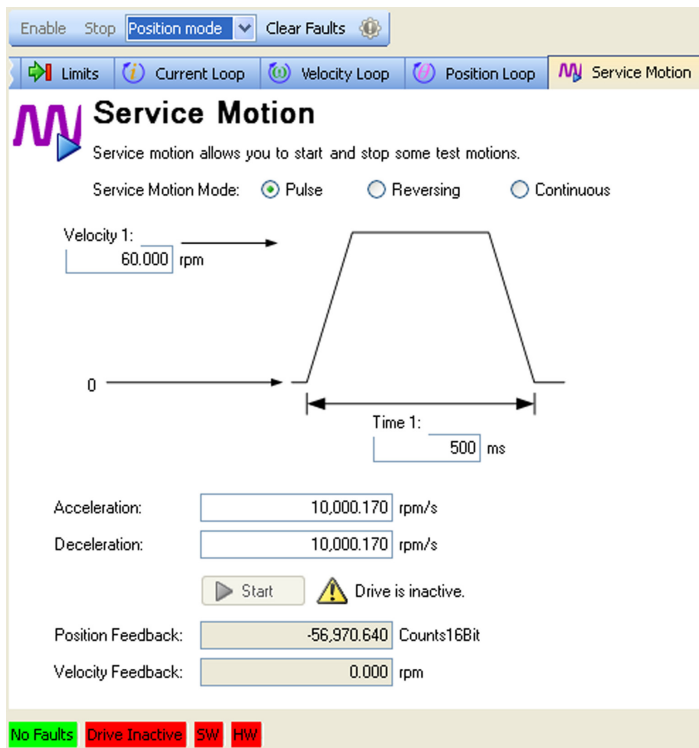 Enable Stop Position mode Clear Faults
Limits Current Loop Velocity Loop Position Loop Service Motion
Service Motion
Service motion allows you to start and stop some test motions.
Service Motion Mode: Pulse Reversing Continuous
Velocity 1:
60.000 rpm
0
Time 1:
500 ms
Acceleration: 10,000.170 rpm/s
Deceleration: 10,000.170 rpm/s
Start Drive is inactive.
Position Feedback: -56,970.640 Counts16Bit
Velocity Feedback: 0.000 rpm
No Faults Drive Inactive SW HW